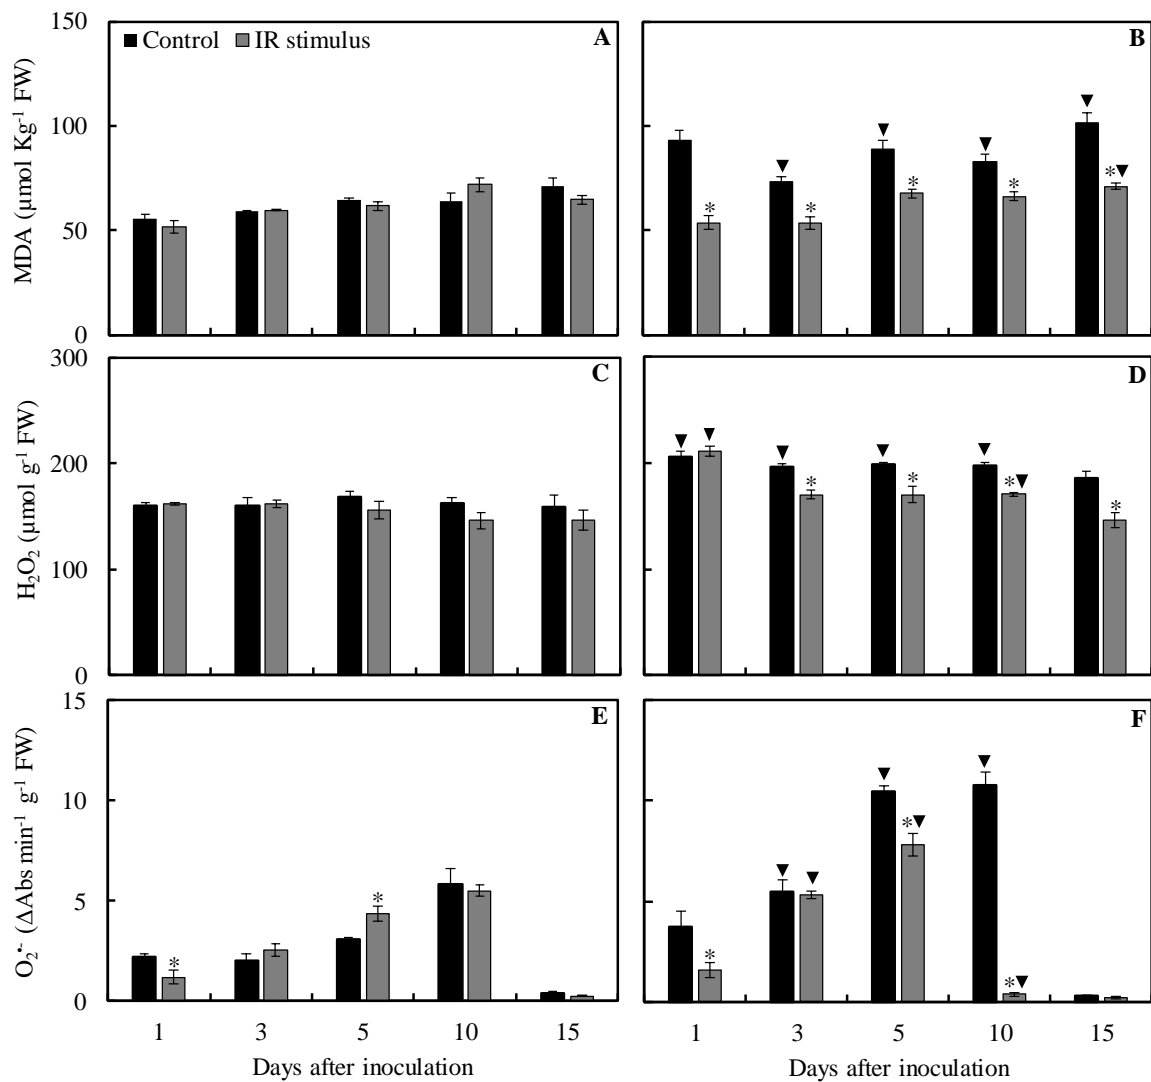 150
100
50
0
MDA (µmol Kg⁻¹ FW)
Control IR stimulus
A
B
*
*
*
*
*
300
200
100
0
H₂O₂ (µmol g⁻¹ FW)
C
D
*
*
*
*
15
10
5
0
O₂•⁻ (ΔAbs min⁻¹ g⁻¹ FW)
E
*
*
F
*
*
*
1 3 5 10 15
Days after inoculation
1 3 5 10 15
Days after inoculation